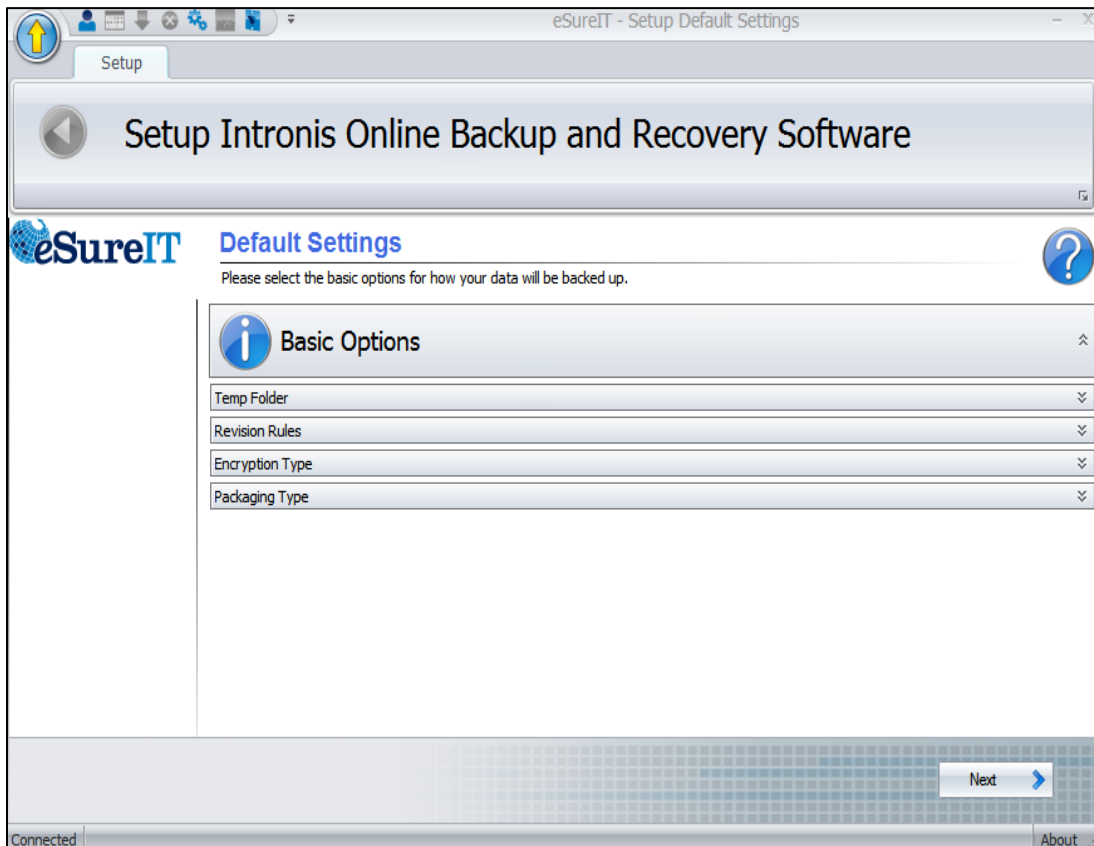 eSureIT - Setup Default Settings
Setup
Setup Intronis Online Backup and Recovery Software
eSureIT
Default Settings
Please select the basic options for how your data will be backed up.
Basic Options
Temp Folder
Revision Rules
Encryption Type
Packaging Type
Next
Connected
About